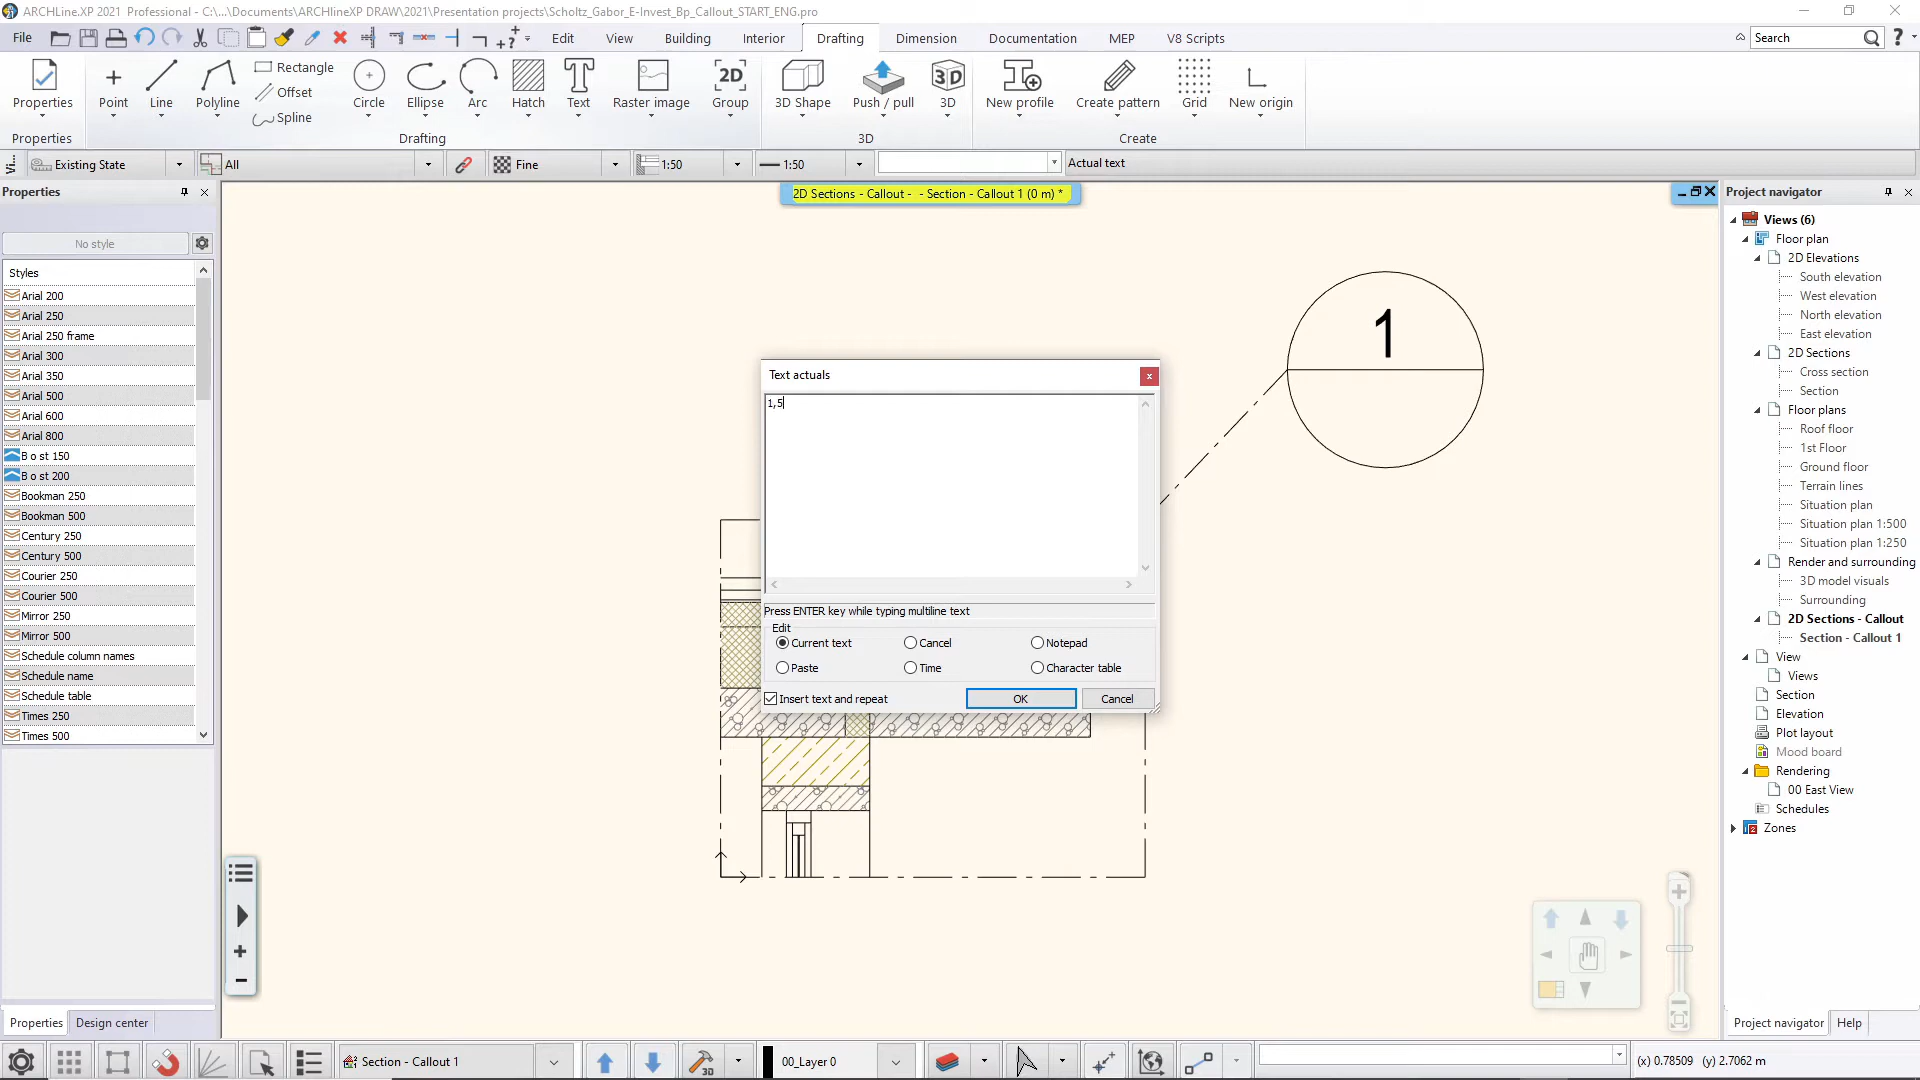 ARCHLine.XP 2021 Professional - C:\...\Documents\ARCHlineXP DRAW\2021\Presentation projects\Scholtz_Gabor_E-Invest_Bp_Callout_START_ENG.pro
File Edit View Building Interior Drafting Dimension Documentation MEP V8 Scripts Search
Rectangle
Offset
Spline
Properties Point Line Polyline Circle Ellipse Arc Hatch Text Raster image 2D Group 3D Shape Push / pull 3D 3D New profile Create pattern Grid New origin
Properties Drafting 3D Create
Existing State All Fine 1:50 1:50 Actual text
Properties
2D Sections - Callout - - Section - Callout 1 (0 m) *
Project navigator
No style
Styles
Arial 200
Arial 250
Arial 250 frame
Arial 300
Arial 350
Arial 500
Arial 600
Arial 800
B o st 150
B o st 200
Bookman 250
Bookman 500
Century 250
Century 500
Courier 250
Courier 500
Mirror 250
Mirror 500
Schedule column names
Schedule name
Schedule table
Times 250
Times 500
Properties Design center
1
Text actuals
1,5
Press ENTER key while typing multiline text
Edit
Current text Cancel Notepad
Paste Time Character table
Insert text and repeat OK Cancel
Views (6)
Floor plan
2D Elevations
South elevation
West elevation
North elevation
East elevation
2D Sections
Cross section
Section
Floor plans
Roof floor
1st Floor
Ground floor
Terrain lines
Situation plan
Situation plan 1:500
Situation plan 1:250
Render and surrounding
3D model visuals
Surrounding
2D Sections - Callout
Section - Callout 1
View
Views
Section
Elevation
Plot layout
Mood board
Rendering
00 East View
Schedules
Zones
Project navigator Help
Section - Callout 1 3D 00_Layer 0 (x) 0.78509 (y) 2.7062 m